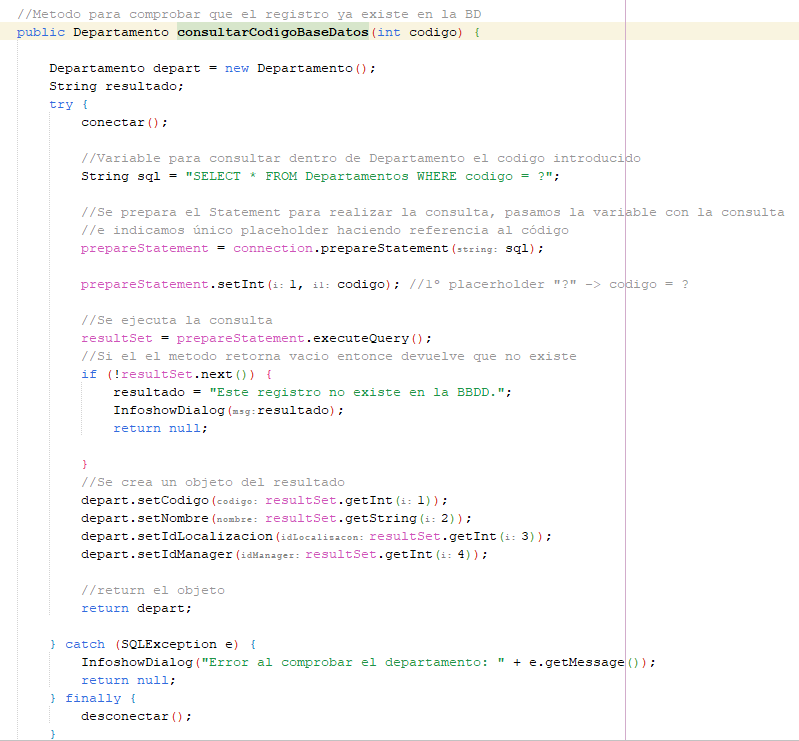 //Metodo para comprobar que el registro ya existe en la BD
public Departamento consultarCodigoBaseDatos(int codigo) {
Departamento depart = new Departamento();
String resultado;
try {
conectar();
//Variable para consultar dentro de Departamento el codigo introducido
String sql = "SELECT * FROM Departamentos WHERE codigo = ?";
//Se prepara el Statement para realizar la consulta, pasamos la variable con la consulta
//e indicamos único placeholder haciendo referencia al código
prepareStatement = connection.prepareStatement(string: sql);
prepareStatement.setInt(i: 1, i1: codigo); //1º placerholder "?" -> codigo = ?
//Se ejecuta la consulta
resultSet = prepareStatement.executeQuery();
//Si el el metodo retorna vacio entonce devuelve que no existe
if (!resultSet.next()) {
resultado = "Este registro no existe en la BBDD.";
InfoshowDialog(msg:resultado);
return null;
}
//Se crea un objeto del resultado
depart.setCodigo(codigo: resultSet.getInt(i: 1));
depart.setNombre(nombre: resultSet.getString(i: 2));
depart.setIdLocalizacion(idLocalisacon: resultSet.getInt(i: 3));
depart.setIdManager(idManager: resultSet.getInt(i: 4));
//return el objeto
return depart;
} catch (SQLException e) {
InfoshowDialog("Error al comprobar el departamento: " + e.getMessage());
return null;
} finally {
desconectar();
}